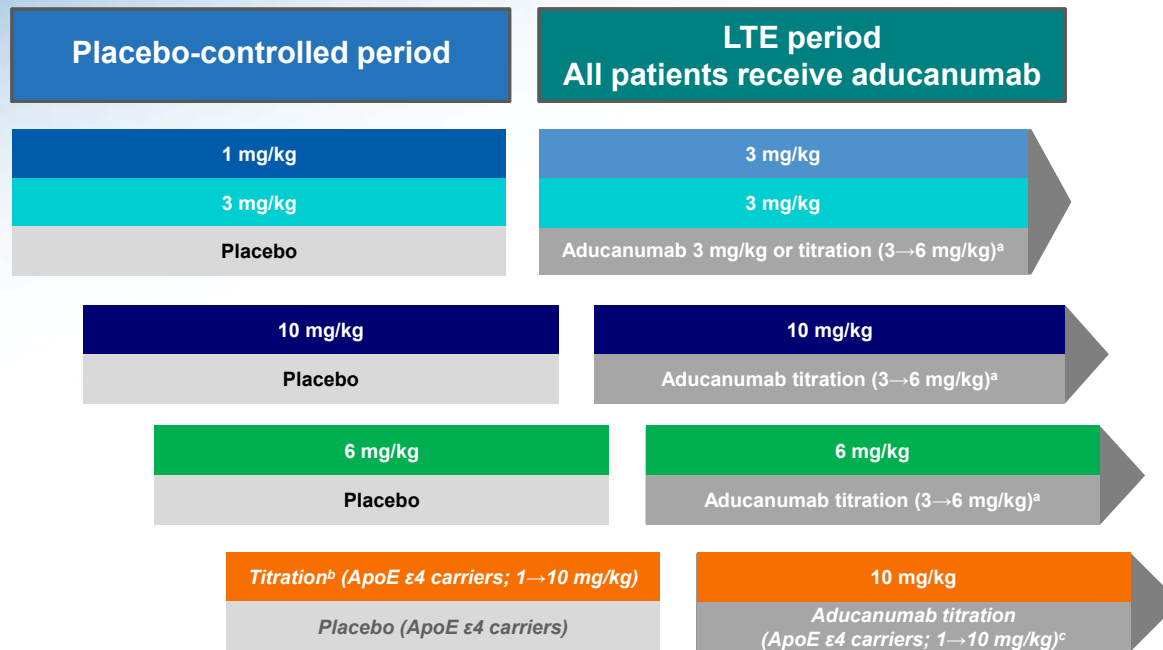 Placebo-controlled period
LTE period
All patients receive aducanumab
1 mg/kg
3 mg/kg
3 mg/kg
3 mg/kg
Placebo
Aducanumab 3 mg/kg or titration (3→6 mg/kg)ᵃ
10 mg/kg
10 mg/kg
Placebo
Aducanumab titration (3→6 mg/kg)ᵃ
6 mg/kg
6 mg/kg
Placebo
Aducanumab titration (3→6 mg/kg)ᵃ
Titrationᵇ (ApoE ε4 carriers; 1→10 mg/kg)
10 mg/kg
Placebo (ApoE ε4 carriers)
Aducanumab titration
(ApoE ε4 carriers; 1→10 mg/kg)ᶜ